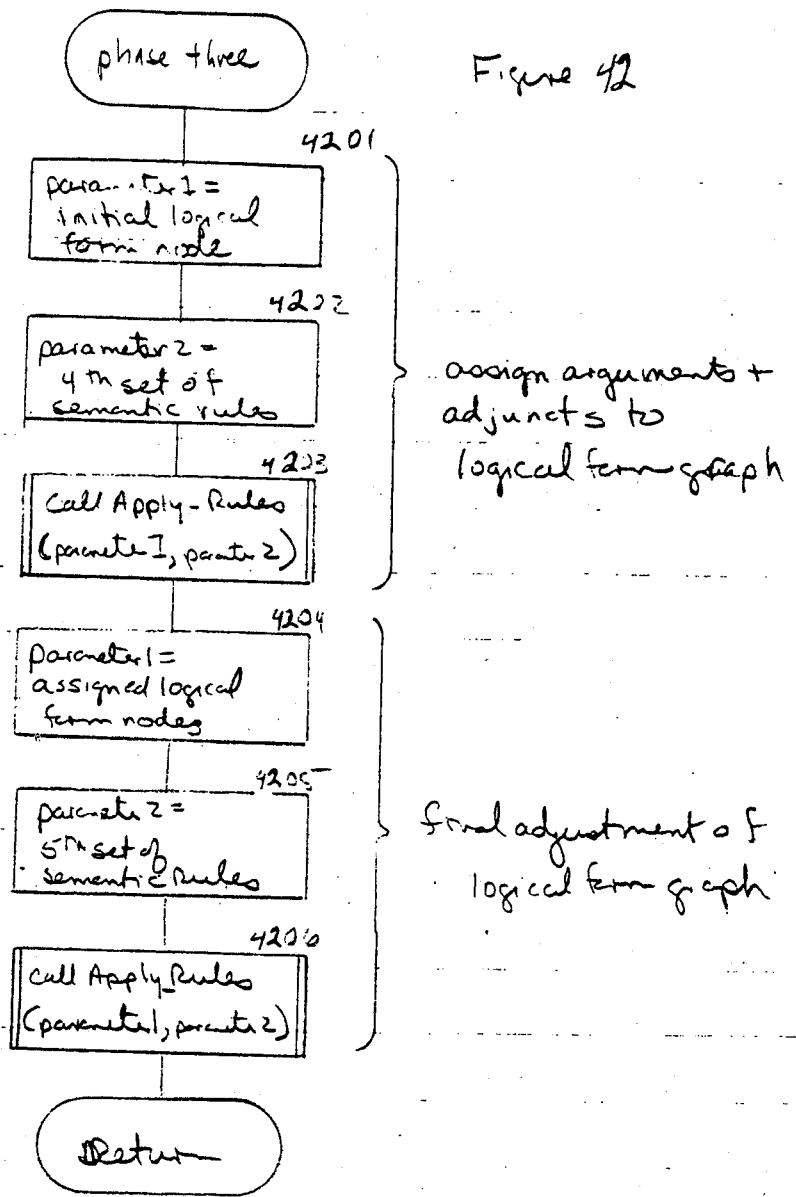 phase three
Figure 42
4201
parameter 1 =
initial logical
form node
4202
parameter 2 =
4th set of
semantic rules
4203
call Apply-Rules
(parameter 1, parameter 2)
assign arguments +
adjuncts to
logical form graph
4204
parameter 1 =
assigned logical
form nodes
4205
parameter 2 =
5th set of
semantic Rules
4206
call Apply_Rules
(parameter 1, parameter 2)
final adjustment of
logical form graph
Return